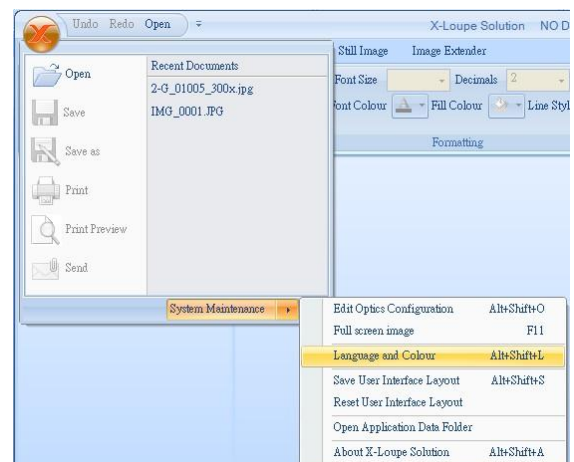 Undo Redo Open
X-Loupe Solution NO D
Still Image Image Extender
Font Size Decimals 2
ont Colour Fill Colour Line Styl
Formatting
Open
Save
Save as
Print
Print Preview
Send
Recent Documents
2-G_01005_300x.jpg
IMG_0001.JPG
System Maintenance
Edit Optics Configuration Alt+Shift+O
Full screen image F11
Language and Colour Alt+Shift+L
Save User Interface Layout Alt+Shift+S
Reset User Interface Layout
Open Application Data Folder
About X-Loupe Solution Alt+Shift+A